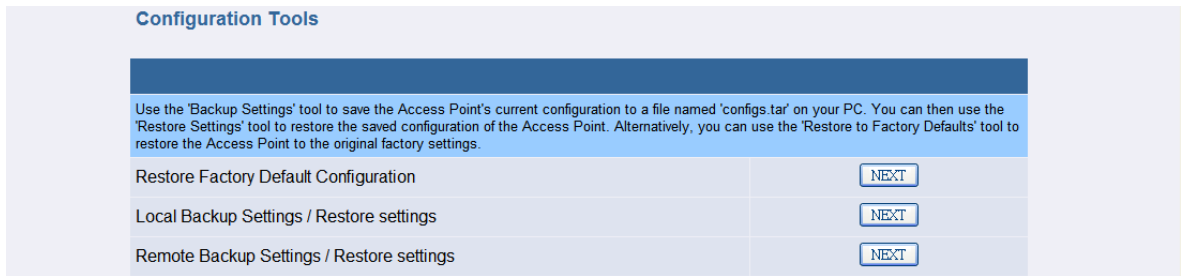 Configuration Tools
Use the 'Backup Settings' tool to save the Access Point's current configuration to a file named 'configs.tar' on your PC. You can then use the
'Restore Settings' tool to restore the saved configuration of the Access Point. Alternatively, you can use the 'Restore to Factory Defaults' tool to
restore the Access Point to the original factory settings.
Restore Factory Default Configuration NEXT
Local Backup Settings / Restore settings NEXT
Remote Backup Settings / Restore settings NEXT